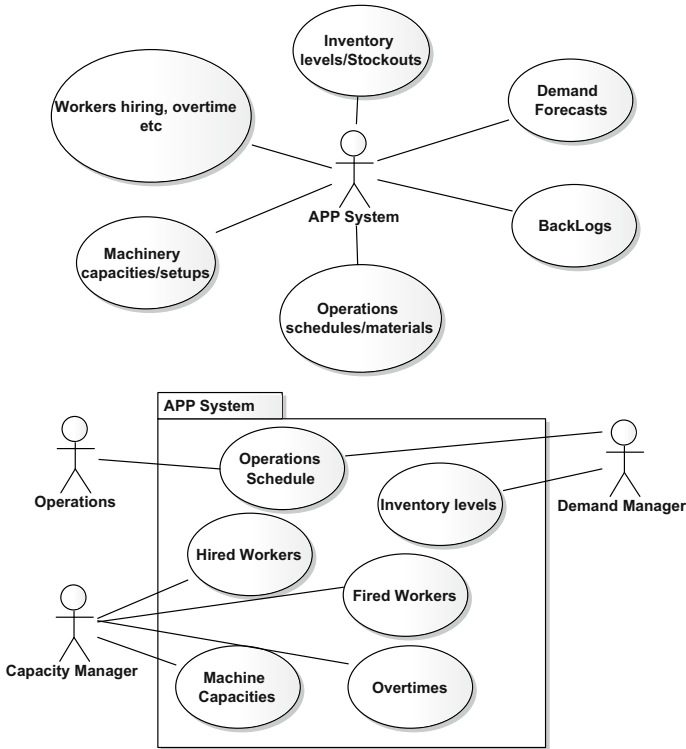 Inventory
levels/Stockouts
Workers hiring, overtime
etc
Demand
Forecasts
APP System
BackLogs
Machinery
capacities/setups
Operations
schedules/materials
APP System
Operations
Operations
Schedule
Inventory levels
Demand Manager
Hired Workers
Fired Workers
Capacity Manager
Machine
Capacities
Overtimes